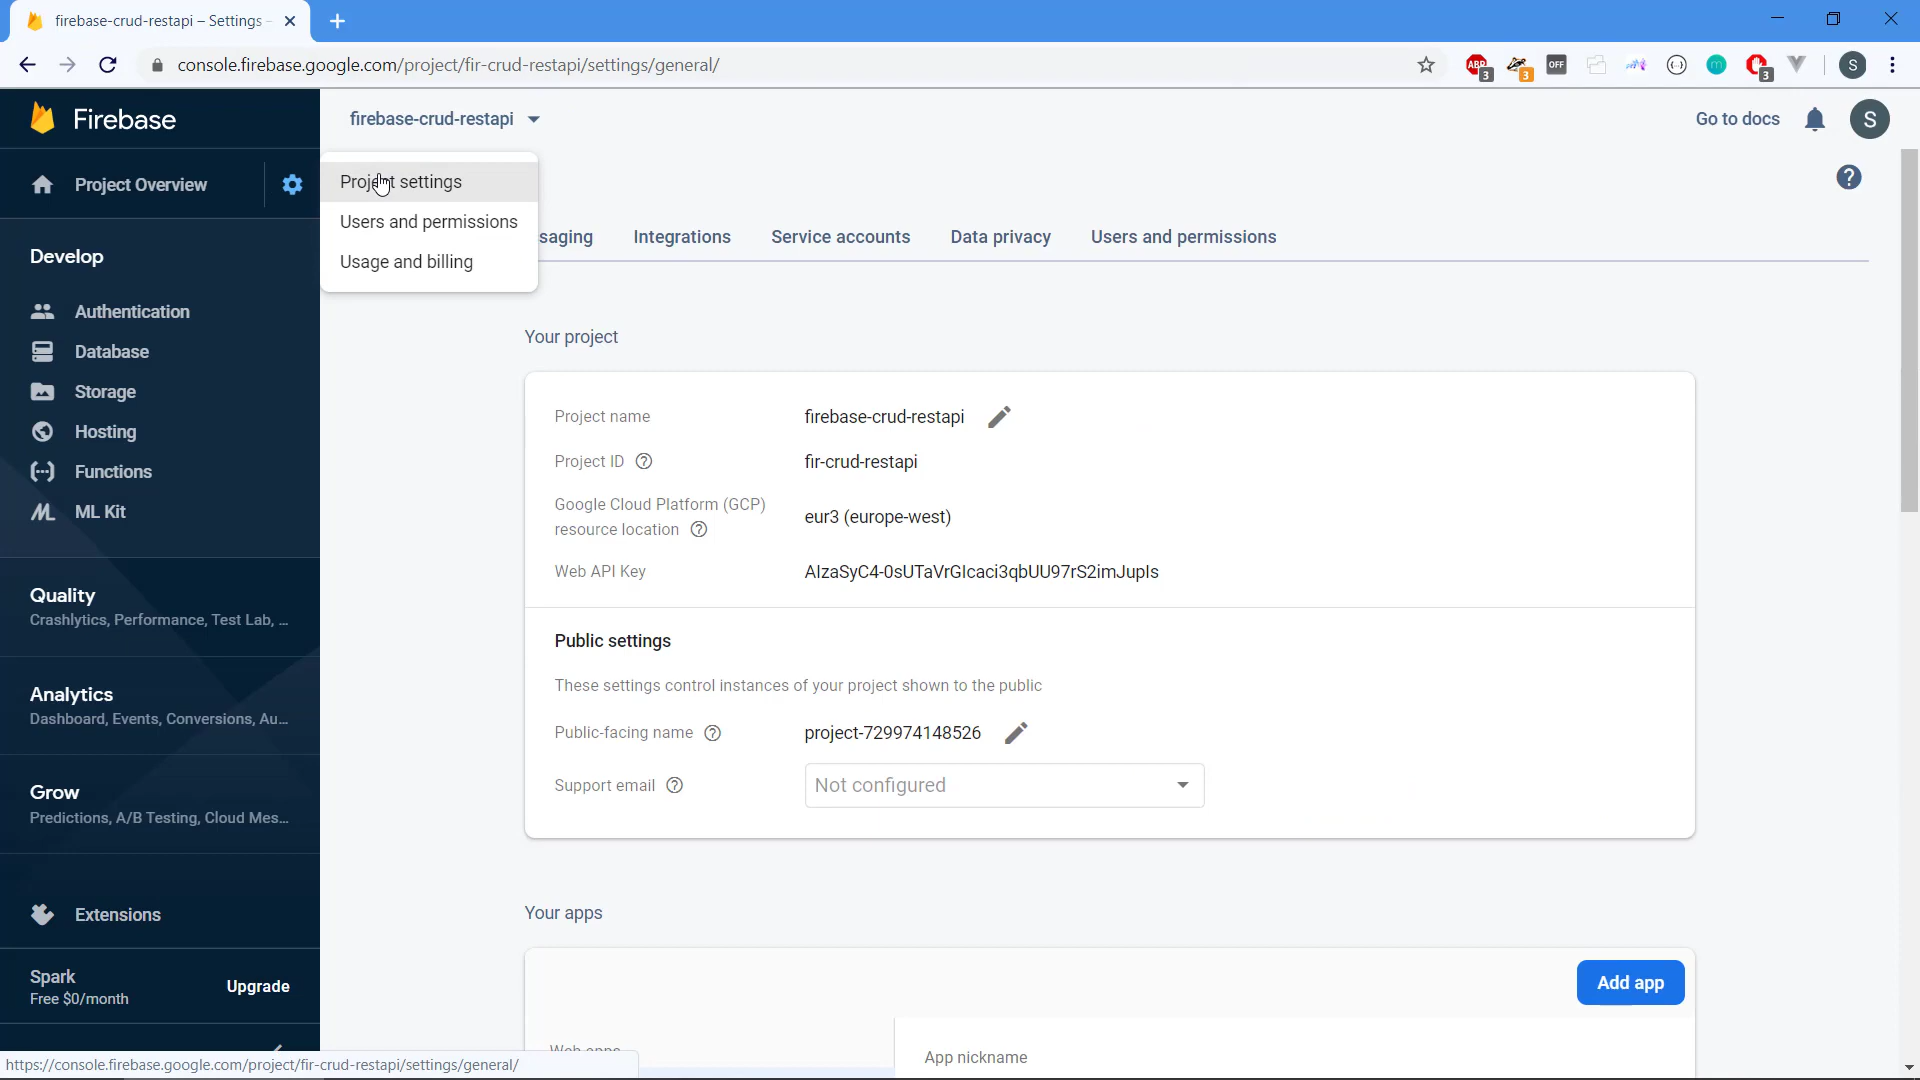 firebase-crud-restapi – Settings -
console.firebase.google.com/project/fir-crud-restapi/settings/general/
ABP
3
3
OFF
m
3
S
Firebase
firebase-crud-restapi
Go to docs
S
Project Overview
Project settings
Users and permissions
Usage and billing
saging
Integrations
Service accounts
Data privacy
Users and permissions
Develop
Authentication
Database
Storage
Hosting
Functions
ML Kit
Quality
Crashlytics, Performance, Test Lab, ...
Analytics
Dashboard, Events, Conversions, Au...
Grow
Predictions, A/B Testing, Cloud Mes...
Extensions
Spark
Free $0/month
Upgrade
Your project
Project name
firebase-crud-restapi
Project ID
fir-crud-restapi
Google Cloud Platform (GCP)
resource location
eur3 (europe-west)
Web API Key
AIzaSyC4-0sUTaVrGIcaci3qbUU97rS2imJupIs
Public settings
These settings control instances of your project shown to the public
Public-facing name
project-729974148526
Support email
Not configured
Your apps
Add app
Web apps
App nickname
https://console.firebase.google.com/project/fir-crud-restapi/settings/general/